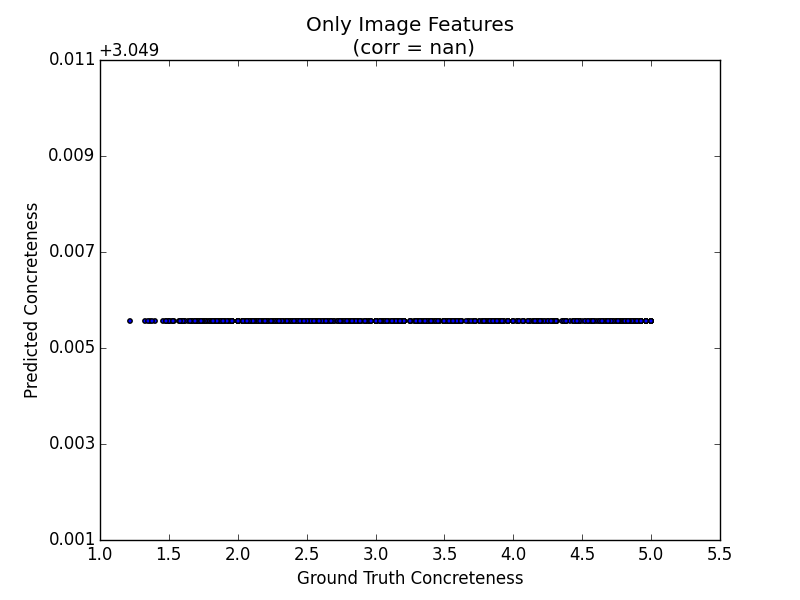 Only Image Features
(corr = nan)
+3.049
0.011
0.009
0.007
0.005
0.003
0.001
Predicted Concreteness
1.0 1.5 2.0 2.5 3.0 3.5 4.0 4.5 5.0 5.5
Ground Truth Concreteness